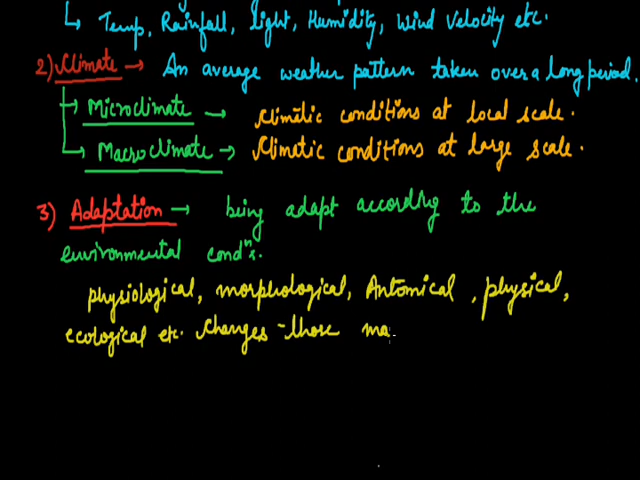 ↳ Temp, Rainfall, light, Humidity, Wind Velocity etc.
2) Climate → An average weather pattern taken over a long period.
→ Microclimate → Climatic conditions at local scale.
→ Macroclimate → Climatic conditions at large scale.
3) Adaptation → being adapt according to the
environmental condⁿs.
physiological, morphological, Antomical, physical,
ecological etc. changes those ma